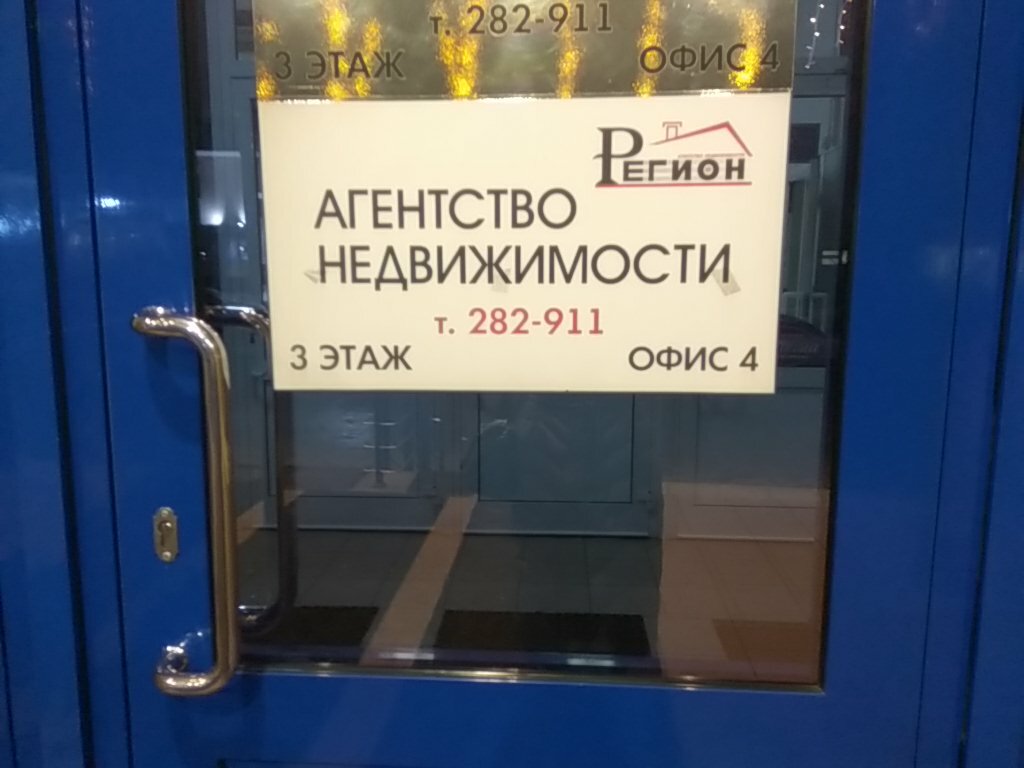 т. 282-911
3 ЭТАЖ ОФИС 4
РЕГИОН
АГЕНТСТВО
НЕДВИЖИМОСТИ
т. 282-911
3 ЭТАЖ ОФИС 4